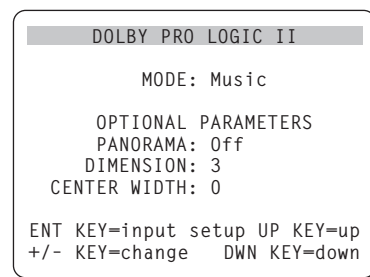 DOLBY PRO LOGIC II
MODE: Music
OPTIONAL PARAMETERS
PANORAMA: Off
DIMENSION: 3
CENTER WIDTH: 0
ENT KEY=input setup UP KEY=up
+/- KEY=change DWN KEY=down